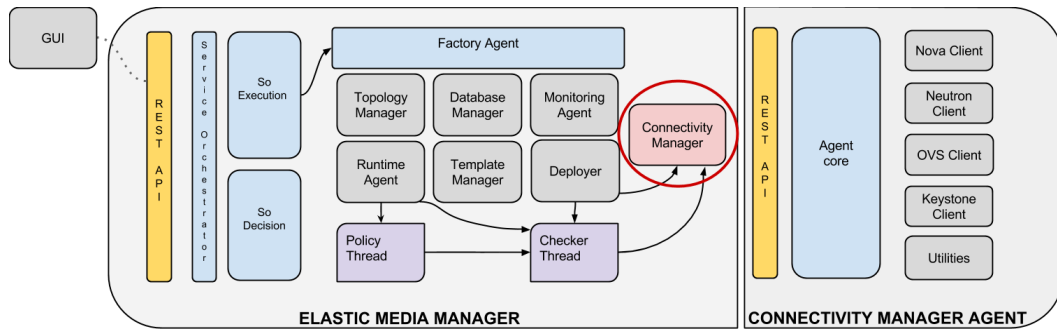 GUI
REST API
Service Orchestrator
So
Execution
So
Decision
Factory Agent
Topology
Manager
Database
Manager
Monitoring
Agent
Connectivity
Manager
Runtime
Agent
Template
Manager
Deployer
Policy
Thread
Checker
Thread
ELASTIC MEDIA MANAGER
REST API
Agent
core
Nova Client
Neutron
Client
OVS Client
Keystone
Client
Utilities
CONNECTIVITY MANAGER AGENT